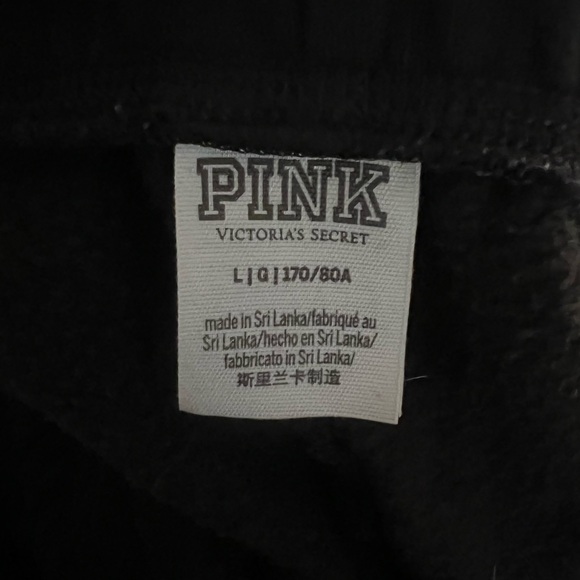 PINK
VICTORIA'S SECRET
L|G|170/80A
made in Sri Lanka/fabriqué au
Sri Lanka/hecho en Sri Lanka/
fabbricato in Sri Lanka/
斯里兰卡制造